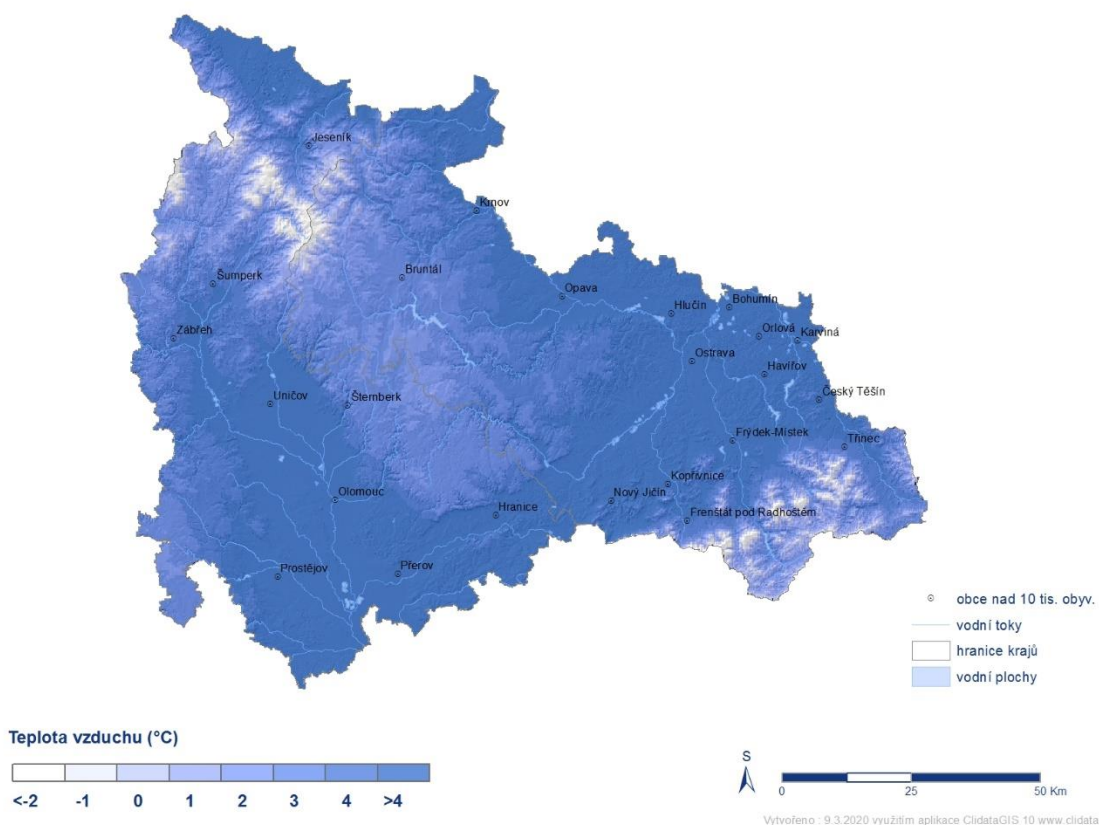 Jeseník
Krnov
Šumperk
Bruntál
Opava
Hlučín
Bohumín
Zábřeh
Orlová
Karviná
Ostrava
Havířov
Uničov
Šternberk
Český Těšín
Frýdek-Místek
Třinec
Kopřivnice
Olomouc
Nový Jičín
Hranice
Frenštát pod Radhoštěm
Prostějov
Přerov
obce nad 10 tis. obyv.
vodní toky
hranice krajů
vodní plochy
Teplota vzduchu (°C)
<-2 -1 0 1 2 3 4 >4
S
0 25 50 Km
Vytvořeno : 9.3.2020 využitím aplikace ClidataGIS 10 www.clidata